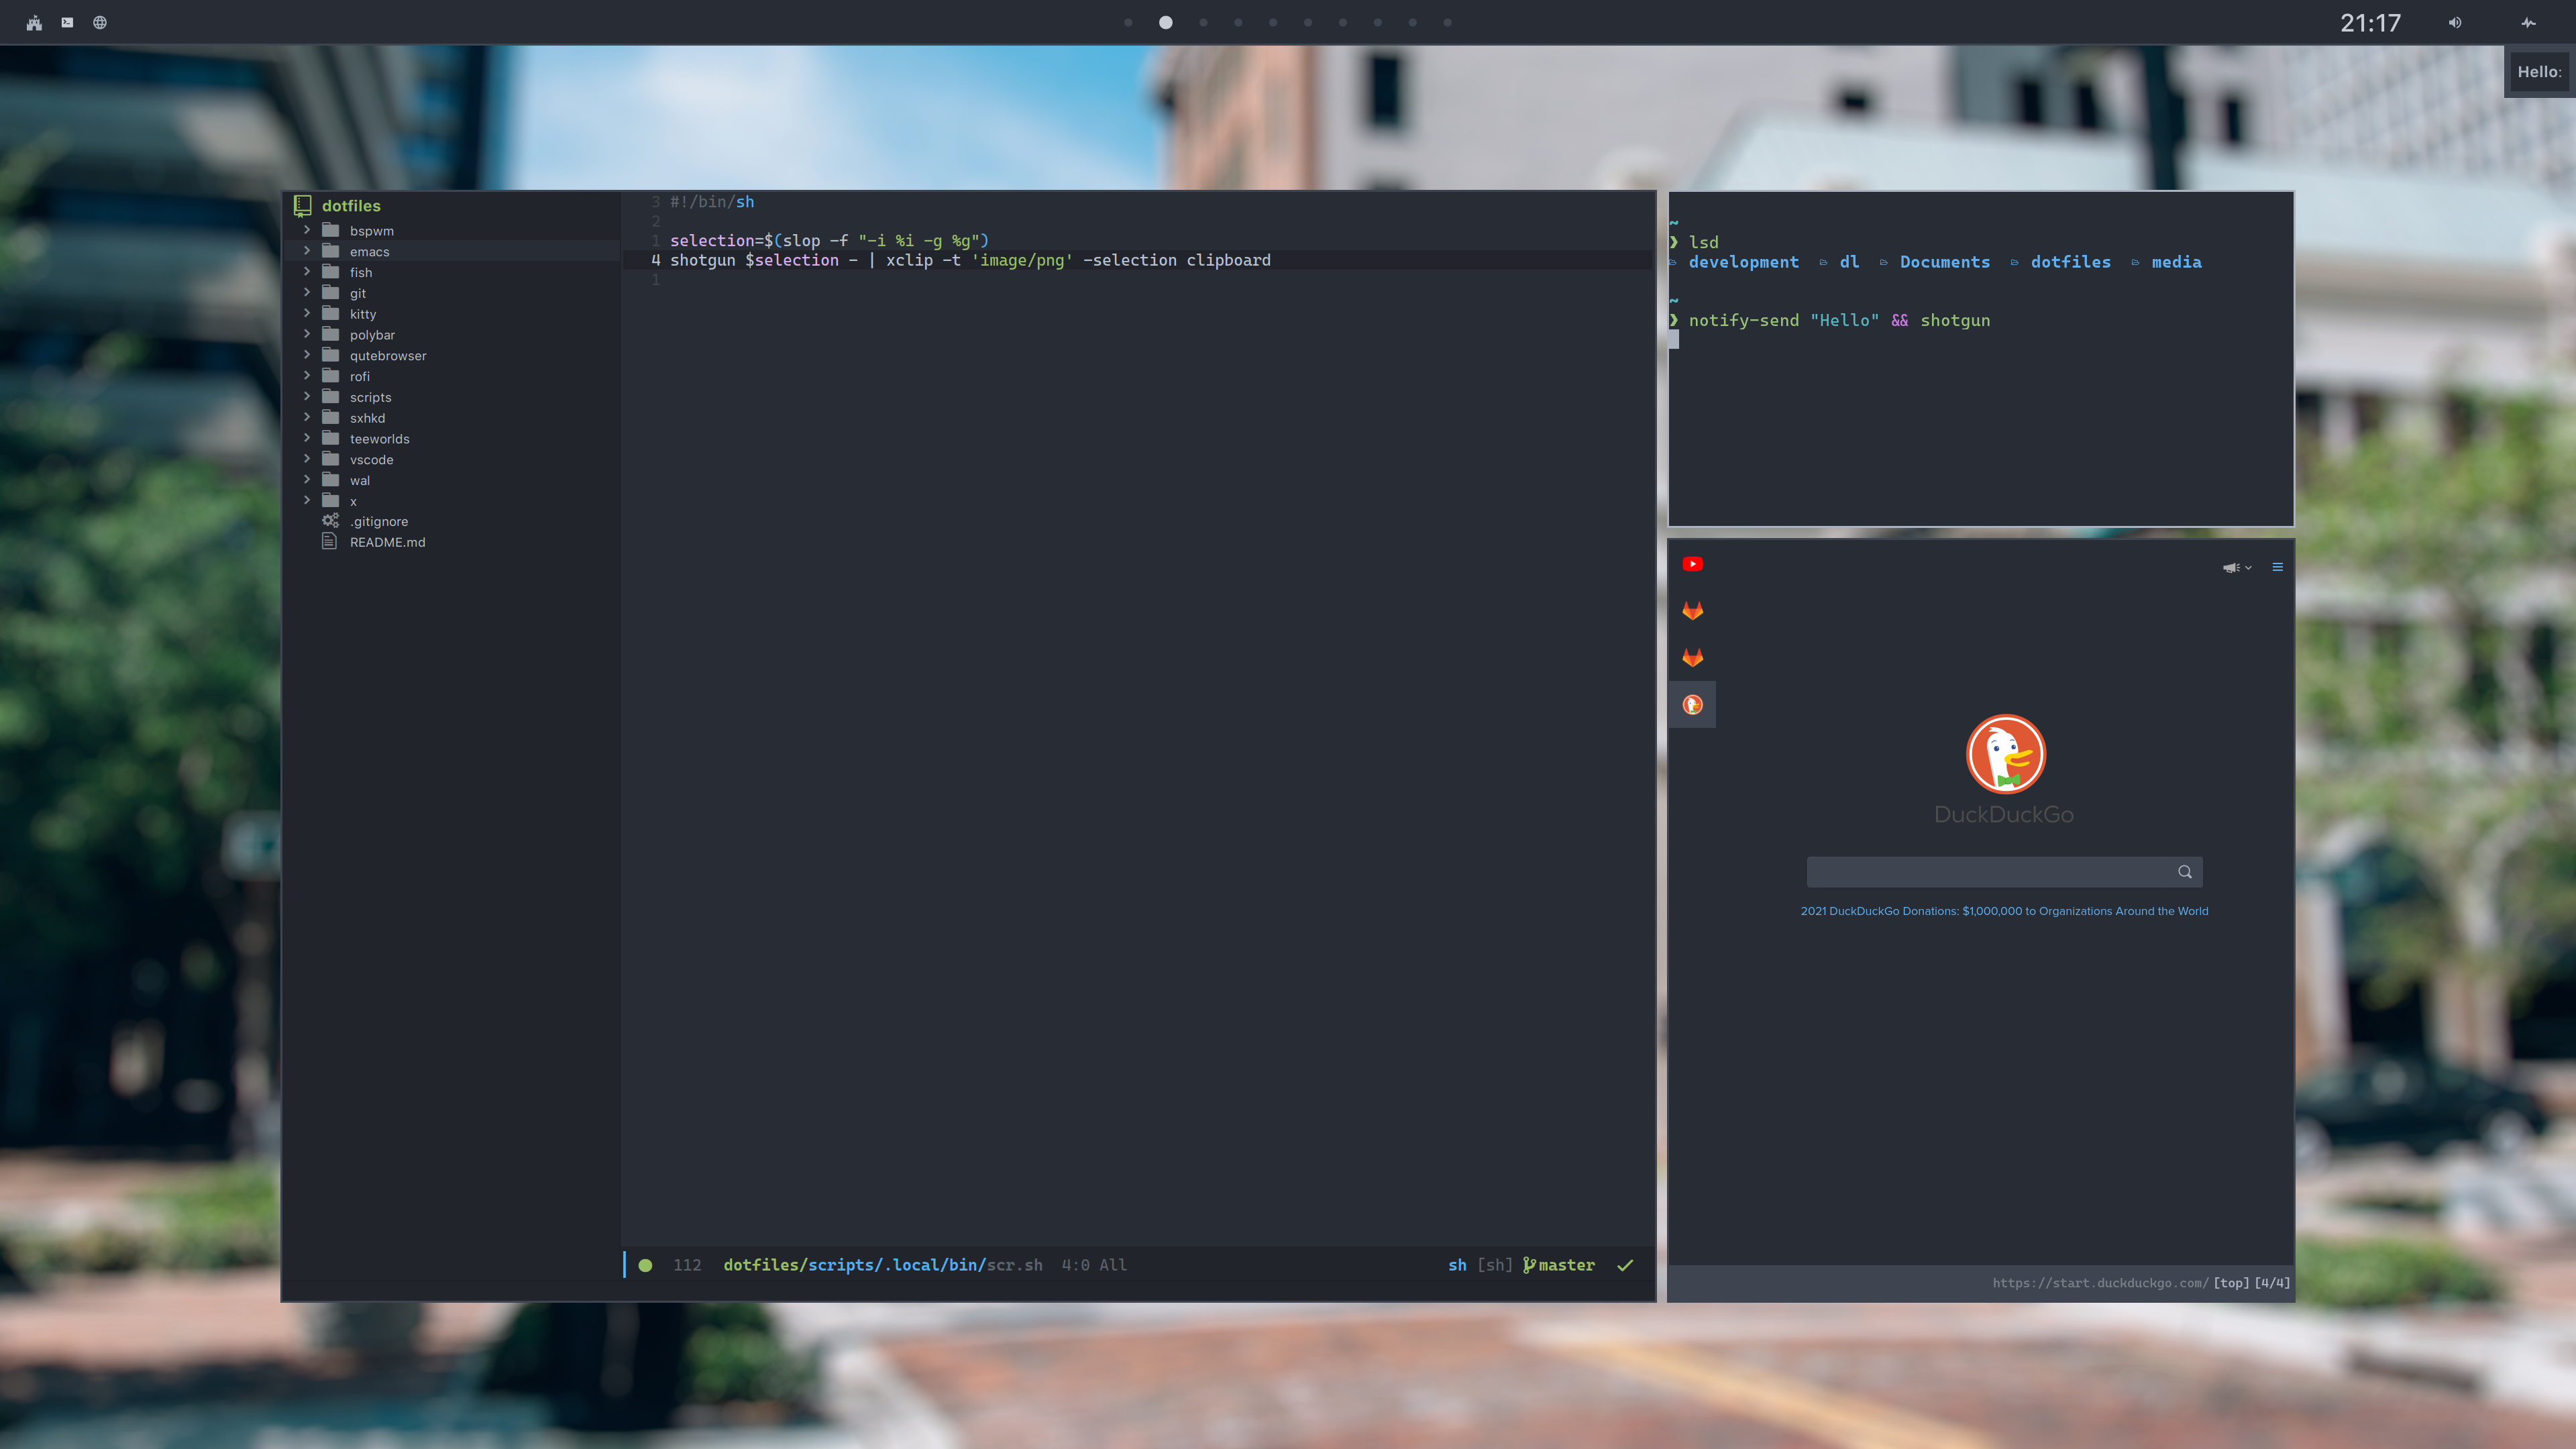 21:17
Hello:
dotfiles
bspwm
emacs
fish
git
kitty
polybar
qutebrowser
rofi
scripts
sxhkd
teeworlds
vscode
wal
x
.gitignore
README.md
3 #!/bin/sh
2
1 selection=$(slop -f "-i %i -g %g")
4 shotgun $selection - | xclip -t 'image/png' -selection clipboard
1
112 dotfiles/scripts/.local/bin/scr.sh 4:0 All sh [sh] master
~
❯ lsd
development dl Documents dotfiles media
~
❯ notify-send "Hello" && shotgun
DuckDuckGo
2021 DuckDuckGo Donations: $1,000,000 to Organizations Around the World
https://start.duckduckgo.com/ [top] [4/4]